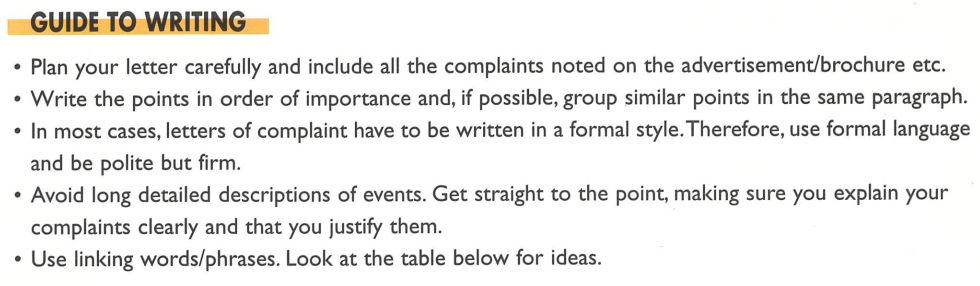 GUIDE TO WRITING
• Plan your letter carefully and include all the complaints noted on the advertisement/brochure etc.
• Write the points in order of importance and, if possible, group similar points in the same paragraph.
• In most cases, letters of complaint have to be written in a formal style. Therefore, use formal language
and be polite but firm.
• Avoid long detailed descriptions of events. Get straight to the point, making sure you explain your
complaints clearly and that you justify them.
• Use linking words/phrases. Look at the table below for ideas.